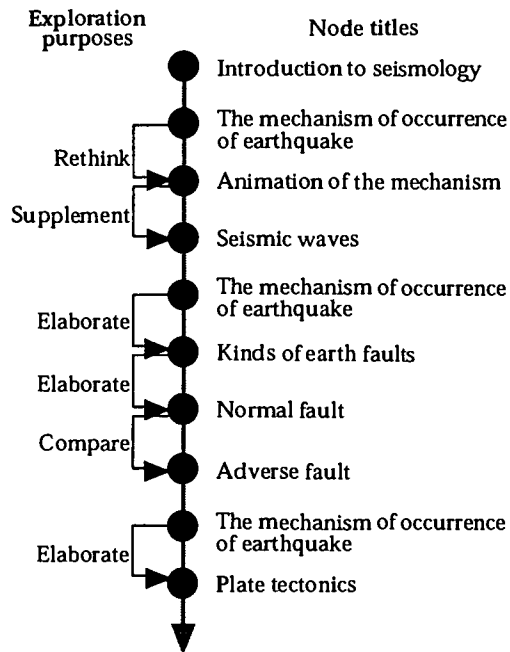 Exploration
purposes
Node titles
Introduction to seismology
The mechanism of occurrence
of earthquake
Rethink
Animation of the mechanism
Supplement
Seismic waves
The mechanism of occurrence
of earthquake
Elaborate
Kinds of earth faults
Elaborate
Normal fault
Compare
Adverse fault
The mechanism of occurrence
of earthquake
Elaborate
Plate tectonics